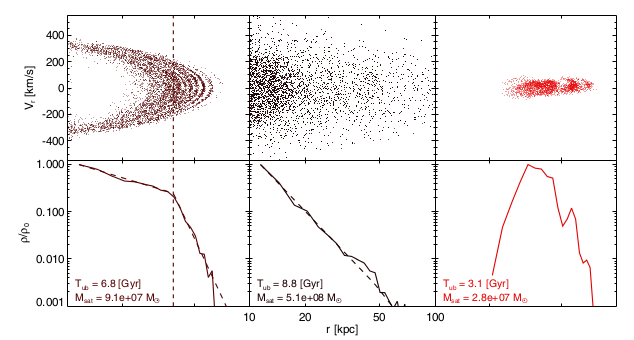 V_r [km/s]
400
200
0
-200
-400
ρ/ρ_0
1.000
0.100
0.010
0.001
T_ub = 6.8 [Gyr]
M_sat = 9.1e+07 M_⊙
T_ub = 8.8 [Gyr]
M_sat = 5.1e+08 M_⊙
T_ub = 3.1 [Gyr]
M_sat = 2.8e+07 M_⊙
10 20 50 100
r [kpc]